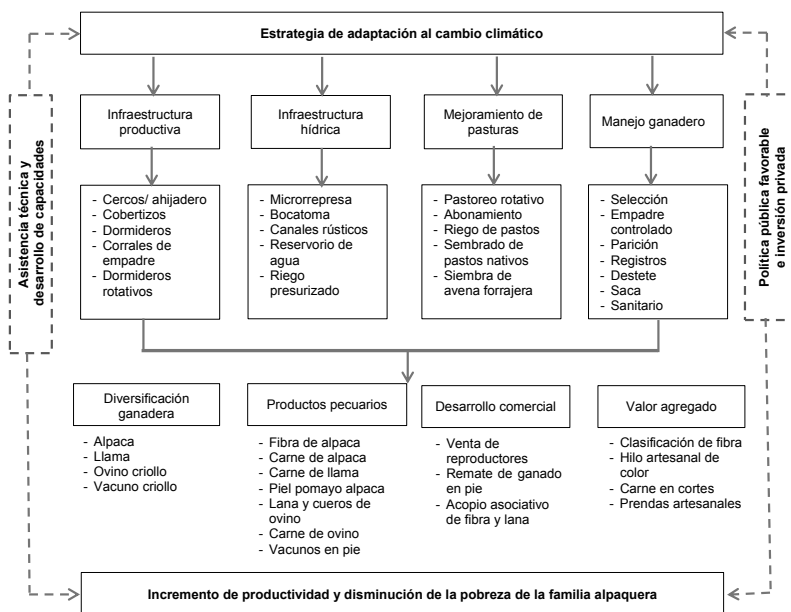 Estrategia de adaptación al cambio climático
Asistencia técnica y
desarrollo de capacidades
Política pública favorable
e inversión privada
Infraestructura
productiva
Infraestructura
hídrica
Mejoramiento de
pasturas
Manejo ganadero
- Cercos/ ahijadero
- Cobertizos
- Dormideros
- Corrales de
empadre
- Dormideros
rotativos
- Microrrepresa
- Bocatoma
- Canales rústicos
- Reservorio de
agua
- Riego
presurizado
- Pastoreo rotativo
- Abonamiento
- Riego de pastos
- Sembrado de
pastos nativos
- Siembra de
avena forrajera
- Selección
- Empadre
controlado
- Parición
- Registros
- Destete
- Saca
- Sanitario
Diversificación
ganadera
- Alpaca
- Llama
- Ovino criollo
- Vacuno criollo
Productos pecuarios
- Fibra de alpaca
- Carne de alpaca
- Carne de llama
- Piel pomayo alpaca
- Lana y cueros de
ovino
- Carne de ovino
- Vacunos en pie
Desarrollo comercial
- Venta de
reproductores
- Remate de ganado
en pie
- Acopio asociativo
de fibra y lana
Valor agregado
- Clasificación de fibra
- Hilo artesanal de
color
- Carne en cortes
- Prendas artesanales
Incremento de productividad y disminución de la pobreza de la familia alpaquera